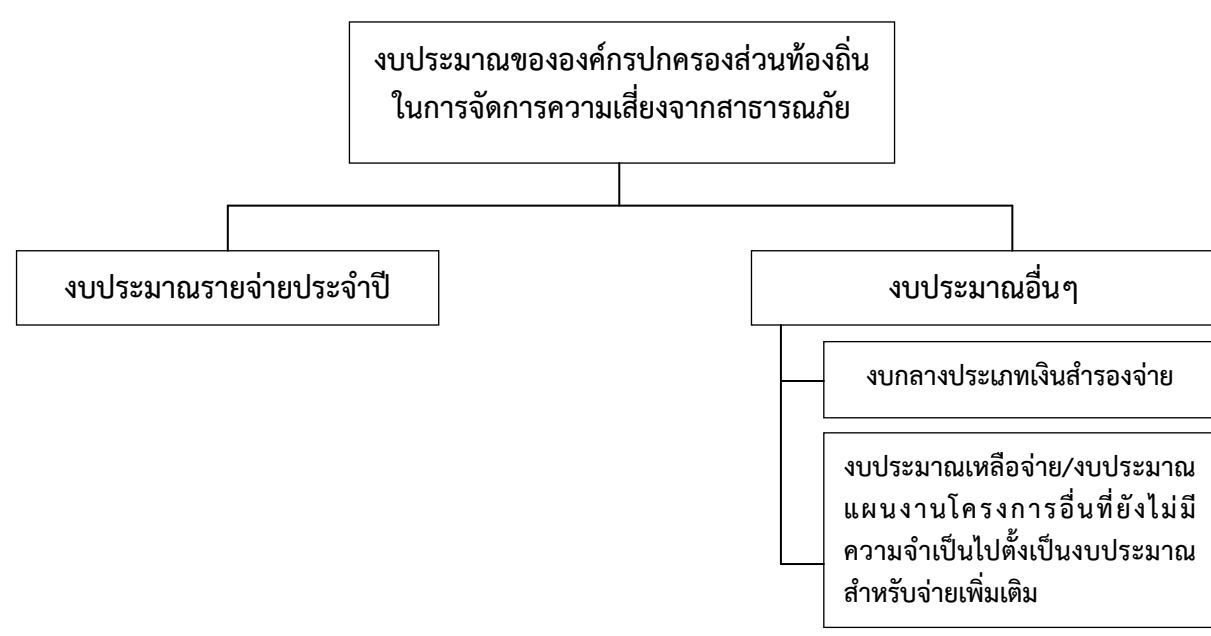 งบประมาณขององค์กรปกครองส่วนท้องถิ่น
ในการจัดการความเสี่ยงจากสาธารณภัย
งบประมาณรายจ่ายประจำปี
งบประมาณอื่นๆ
งบกลางประเภทเงินสำรองจ่าย
งบประมาณเหลือจ่าย/งบประมาณ
แผนงานโครงการอื่นที่ยังไม่มี
ความจำเป็นไปตั้งเป็นงบประมาณ
สำหรับจ่ายเพิ่มเติม